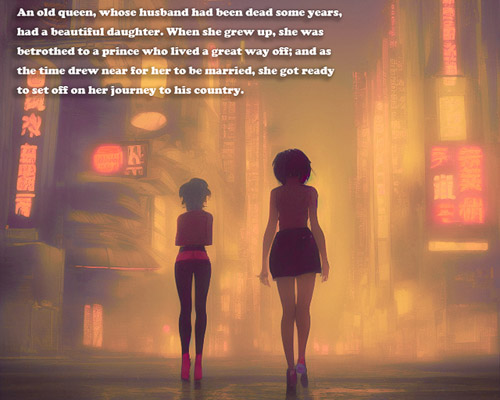 An old queen, whose husband had been dead some years,
had a beautiful daughter. When she grew up, she was
betrothed to a prince who lived a great way off; and as
the time drew near for her to be married, she got ready
to set off on her journey to his country.